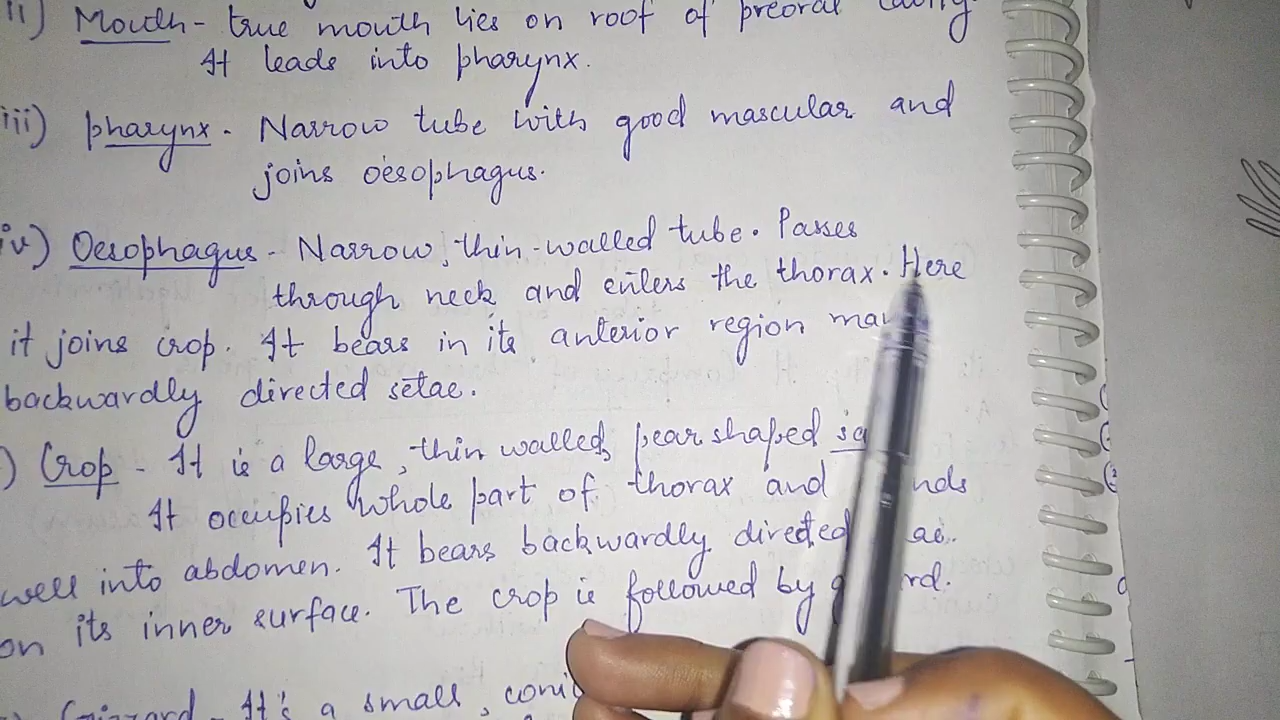 ii) Mouth - true mouth lies on roof of preoral cavity
It leads into pharynx.
iii) pharynx - Narrow tube with good mascular and
joins oesophagus.
iv) Oesophagus - Narrow, thin-walled tube. Passes
through neck and enters the thorax. Here
it joins crop. It bears in its anterior region
backwardly directed setae.
) Crop - It is a large, thin walled, pear shaped
It occupies whole part of thorax and
well into abdomen. It bears backwardly directed
on its inner surface. The crop is followed by
Gizzard - It's a small,